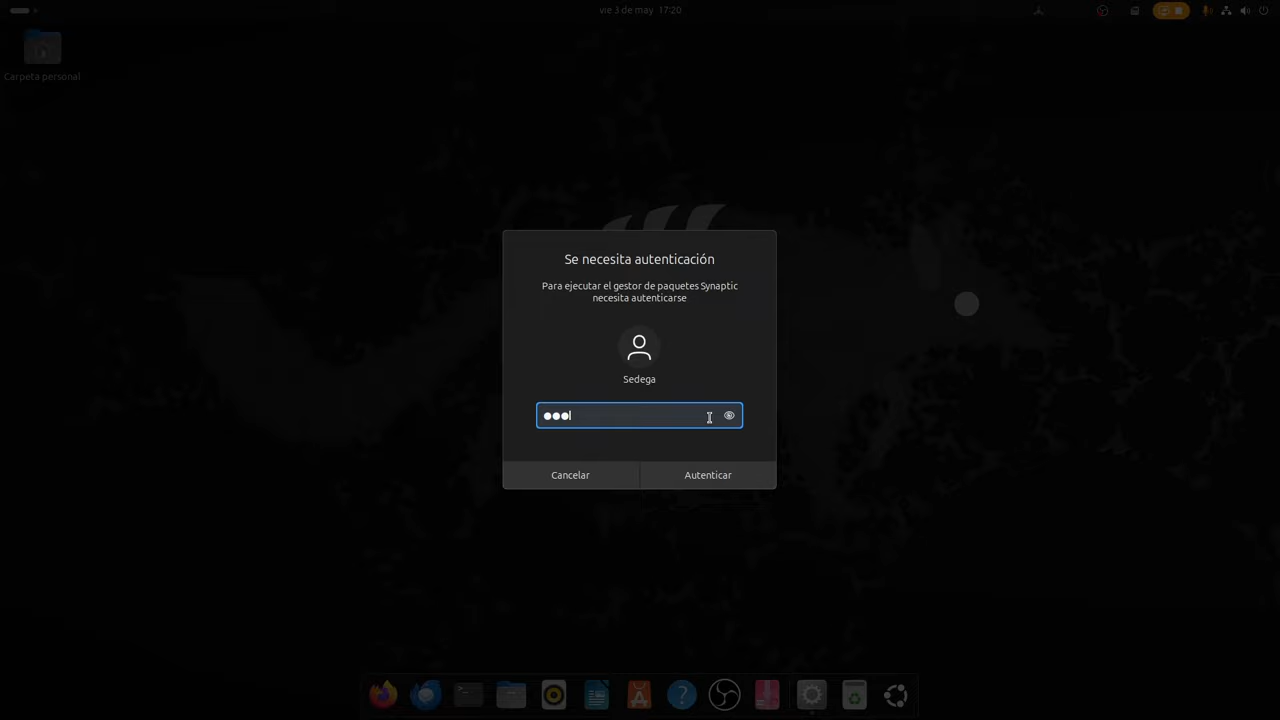 vie 3 de may 17:20
Carpeta personal
Se necesita autenticación
Para ejecutar el gestor de paquetes Synaptic
necesita autenticarse
Sedega
●●●
Cancelar
Autenticar